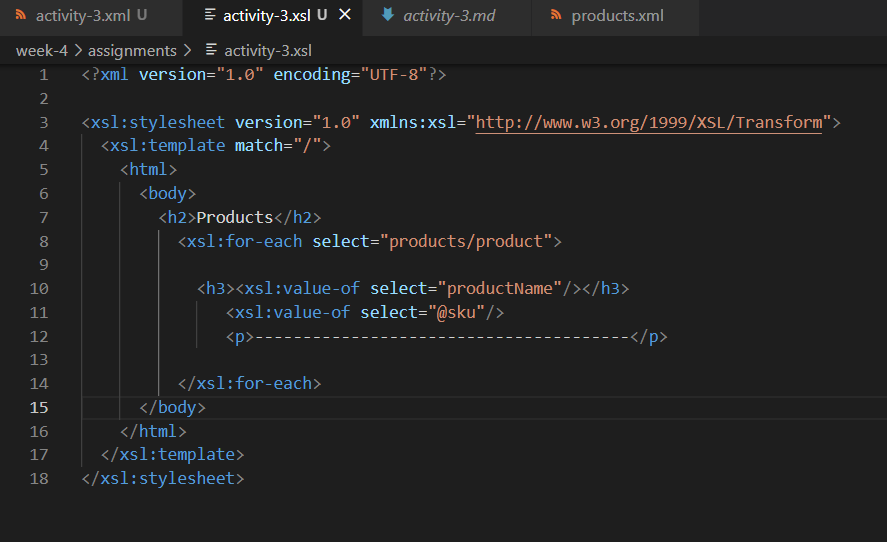 activity-3.xml U activity-3.xsl U × activity-3.md products.xml
week-4 > assignments > activity-3.xsl
1 <?xml version="1.0" encoding="UTF-8"?>
2
3 <xsl:stylesheet version="1.0" xmlns:xsl="http://www.w3.org/1999/XSL/Transform">
4 <xsl:template match="/">
5 <html>
6 <body>
7 <h2>Products</h2>
8 <xsl:for-each select="products/product">
9
10 <h3><xsl:value-of select="productName"/></h3>
11 <xsl:value-of select="@sku"/>
12 <p>---------------------------------------</p>
13
14 </xsl:for-each>
15 </body>
16 </html>
17 </xsl:template>
18 </xsl:stylesheet>